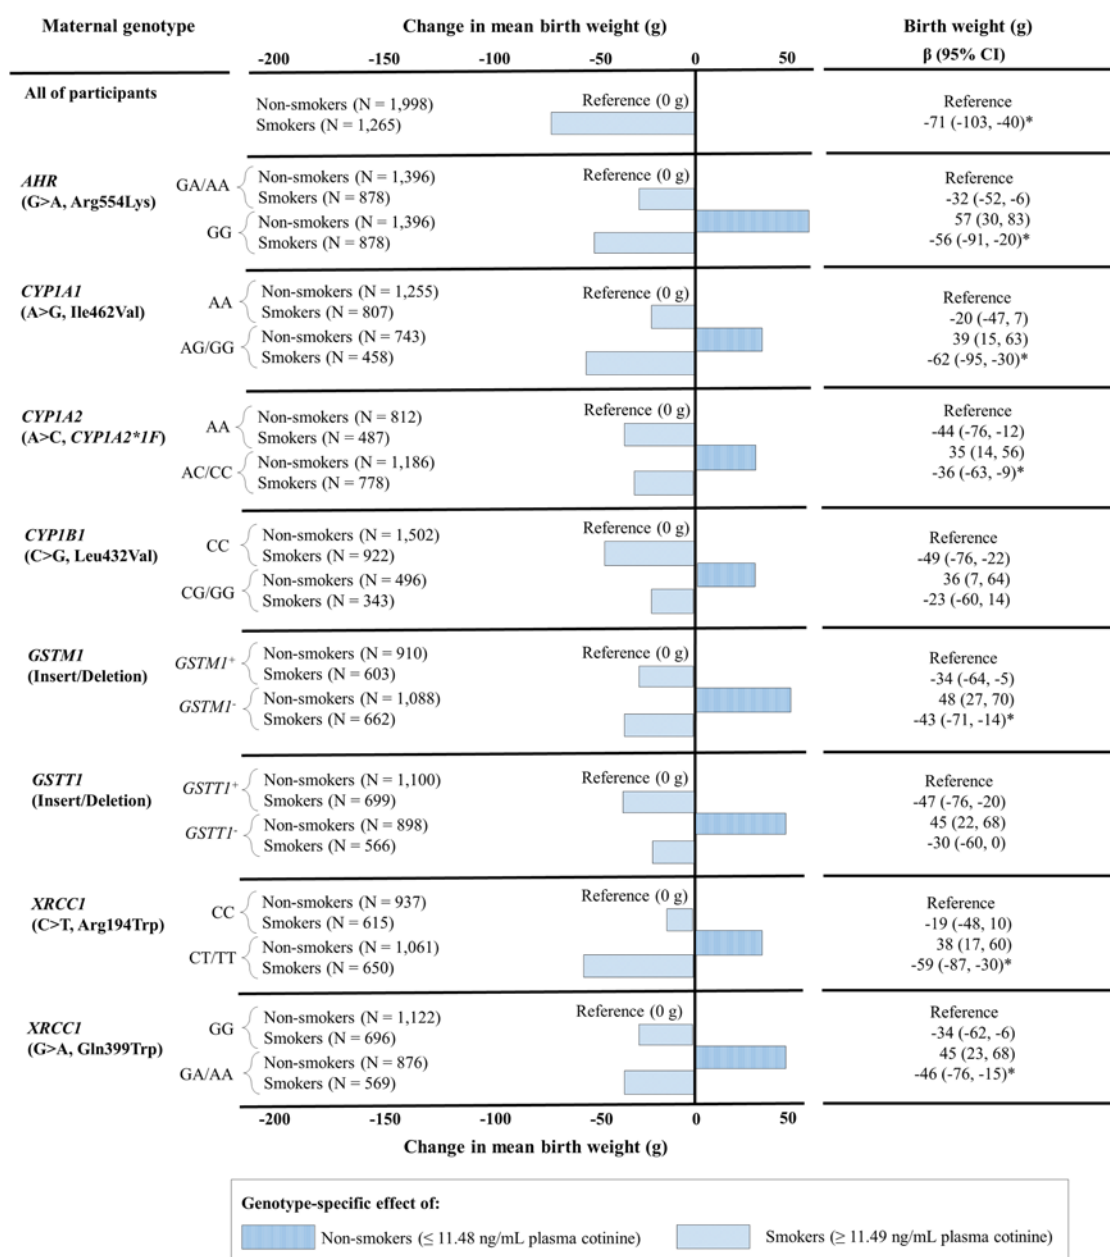 Maternal genotype Change in mean birth weight (g) Birth weight (g)
-200 -150 -100 -50 0 50 β (95% CI)
All of participants
Non-smokers (N = 1,998) Reference (0 g) Reference
Smokers (N = 1,265) -71 (-103, -40)*
AHR
(G>A, Arg554Lys)
GA/AA
Non-smokers (N = 1,396) Reference (0 g) Reference
Smokers (N = 878) -32 (-52, -6)
GG
Non-smokers (N = 1,396) 57 (30, 83)
Smokers (N = 878) -56 (-91, -20)*
CYP1A1
(A>G, Ile462Val)
AA
Non-smokers (N = 1,255) Reference (0 g) Reference
Smokers (N = 807) -20 (-47, 7)
AG/GG
Non-smokers (N = 743) 39 (15, 63)
Smokers (N = 458) -62 (-95, -30)*
CYP1A2
(A>C, CYP1A2*1F)
AA
Non-smokers (N = 812) Reference (0 g) Reference
Smokers (N = 487) -44 (-76, -12)
AC/CC
Non-smokers (N = 1,186) 35 (14, 56)
Smokers (N = 778) -36 (-63, -9)*
CYP1B1
(C>G, Leu432Val)
CC
Non-smokers (N = 1,502) Reference (0 g) Reference
Smokers (N = 922) -49 (-76, -22)
CG/GG
Non-smokers (N = 496) 36 (7, 64)
Smokers (N = 343) -23 (-60, 14)
GSTM1
(Insert/Deletion)
GSTM1⁺
Non-smokers (N = 910) Reference (0 g) Reference
Smokers (N = 603) -34 (-64, -5)
GSTM1⁻
Non-smokers (N = 1,088) 48 (27, 70)
Smokers (N = 662) -43 (-71, -14)*
GSTT1
(Insert/Deletion)
GSTT1⁺
Non-smokers (N = 1,100) Reference (0 g) Reference
Smokers (N = 699) -47 (-76, -20)
GSTT1⁻
Non-smokers (N = 898) 45 (22, 68)
Smokers (N = 566) -30 (-60, 0)
XRCC1
(C>T, Arg194Trp)
CC
Non-smokers (N = 937) Reference (0 g) Reference
Smokers (N = 615) -19 (-48, 10)
CT/TT
Non-smokers (N = 1,061) 38 (17, 60)
Smokers (N = 650) -59 (-87, -30)*
XRCC1
(G>A, Gln399Trp)
GG
Non-smokers (N = 1,122) Reference (0 g) Reference
Smokers (N = 696) -34 (-62, -6)
GA/AA
Non-smokers (N = 876) 45 (23, 68)
Smokers (N = 569) -46 (-76, -15)*
-200 -150 -100 -50 0 50
Change in mean birth weight (g)
Genotype-specific effect of:
Non-smokers (≤ 11.48 ng/mL plasma cotinine) Smokers (≥ 11.49 ng/mL plasma cotinine)